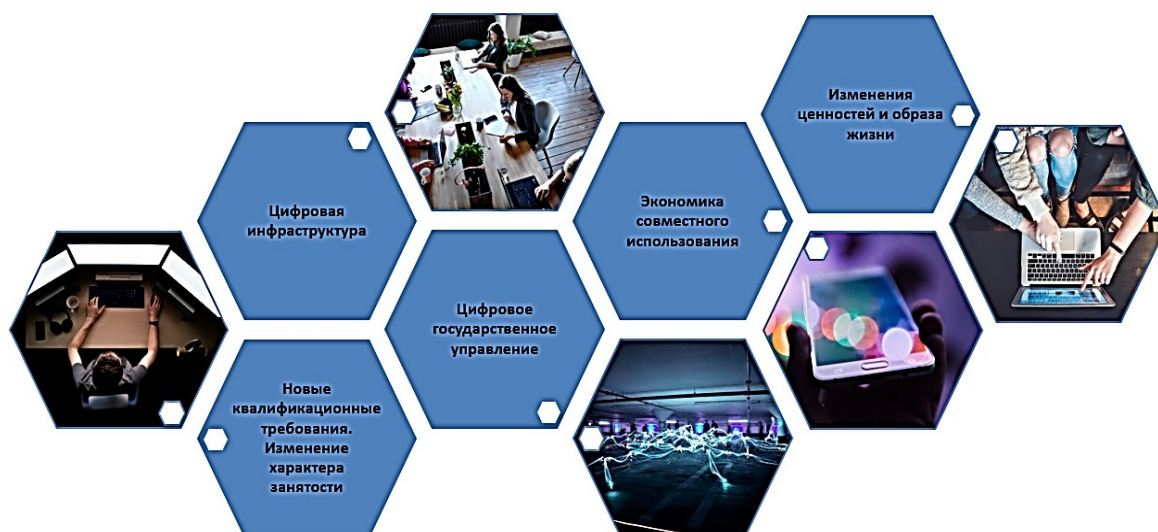 Изменения
ценностей и образа
жизни
Цифровая
инфраструктура
Экономика
совместного
использования
Цифровое
государственное
управление
Новые
квалификационные
требования.
Изменение
характера
занятости